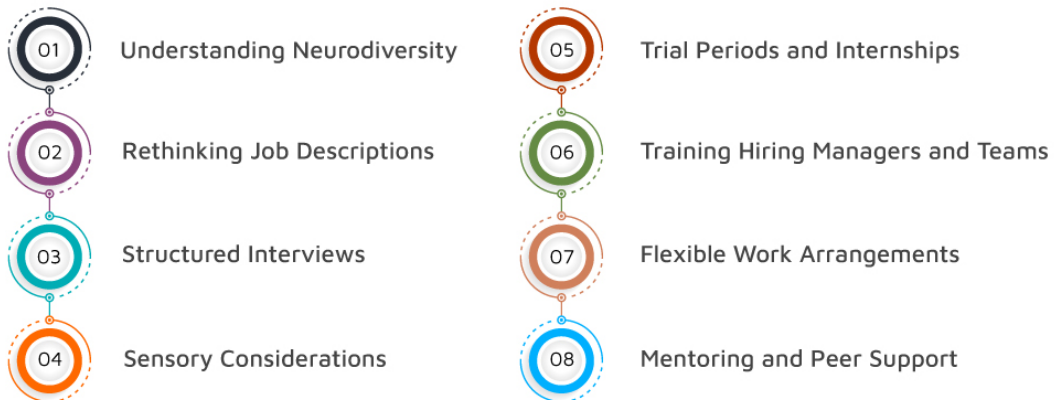 01 Understanding Neurodiversity
02 Rethinking Job Descriptions
03 Structured Interviews
04 Sensory Considerations
05 Trial Periods and Internships
06 Training Hiring Managers and Teams
07 Flexible Work Arrangements
08 Mentoring and Peer Support